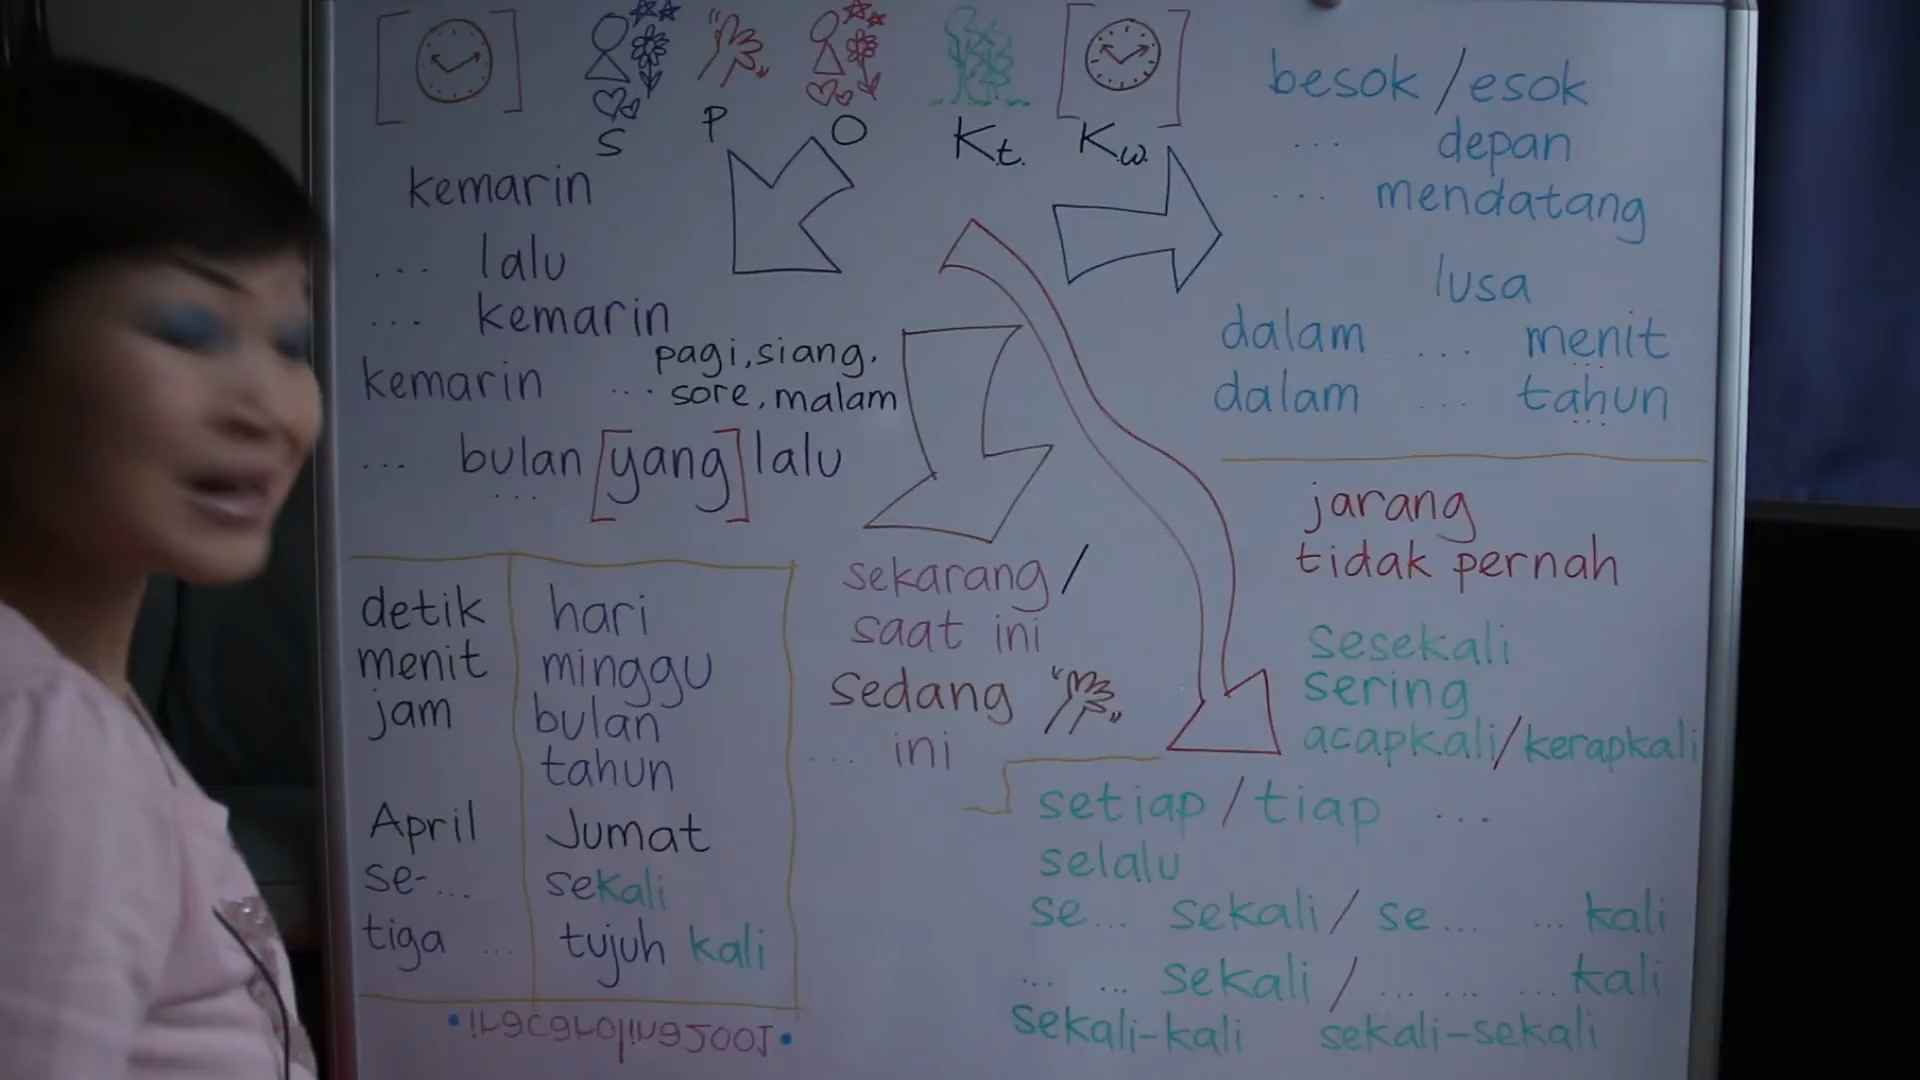 S P O Kt. Kw.
kemarin
... lalu
... kemarin
kemarin ... pagi, siang, sore, malam
... bulan [yang] lalu
...
detik hari
menit minggu
jam bulan
tahun
April Jumat
se-... sekali
tiga ... tujuh kali
sekarang /
saat ini
sedang
... ini
besok / esok
... depan
... mendatang
lusa
dalam ... menit
...
dalam ... tahun
...
jarang
tidak pernah
sesekali
sering
acapkali/kerapkali
setiap / tiap ...
selalu
se... sekali / se... ... kali
... ... sekali / ... ... ... kali
sekali-kali sekali-sekali